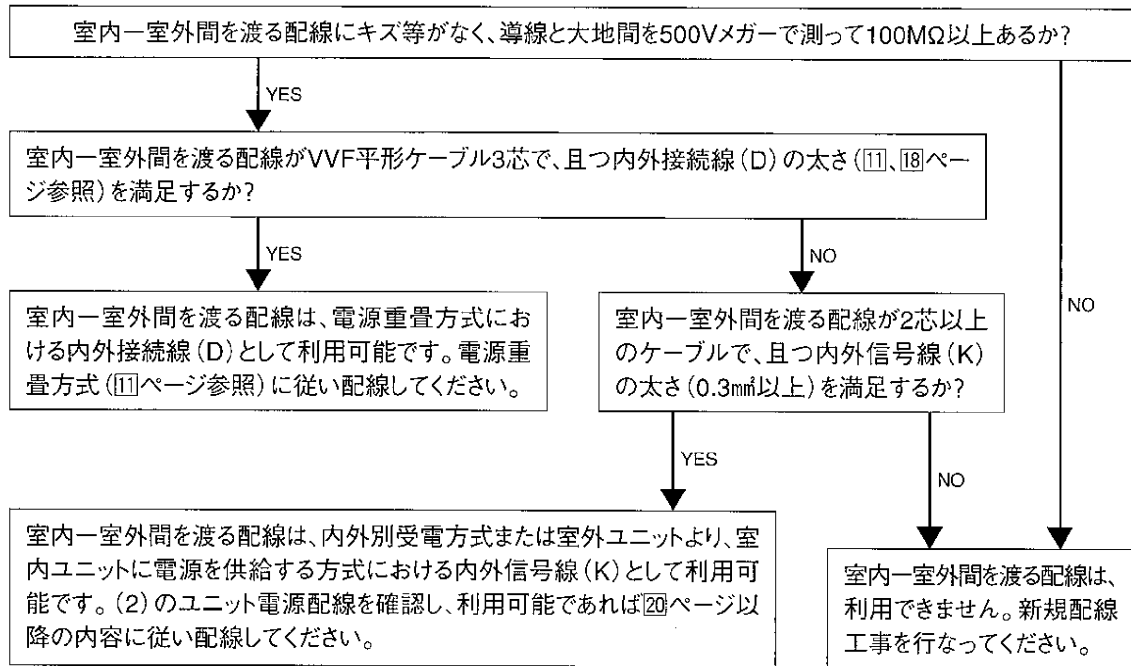 室内ー室外間を渡る配線にキズ等がなく、導線と大地間を500Vメガーで測って100MΩ以上あるか?
YES
室内ー室外間を渡る配線がVVF平形ケーブル3芯で、且つ内外接続線(D)の太さ(11、18ペー
ジ参照)を満足するか?
YES
NO
NO
室内ー室外間を渡る配線は、電源重畳方式にお
ける内外接続線(D)として利用可能です。電源重
畳方式(11ページ参照)に従い配線してください。
室内ー室外間を渡る配線が2芯以上
のケーブルで、且つ内外信号線(K)
の太さ(0.3㎟以上)を満足するか?
YES
NO
室内ー室外間を渡る配線は、内外別受電方式または室外ユニットより、室
内ユニットに電源を供給する方式における内外信号線(K)として利用可
能です。(2)のユニット電源配線を確認し、利用可能であれば20ページ以
降の内容に従い配線してください。
室内ー室外間を渡る配線は、
利用できません。新規配線
工事を行なってください。